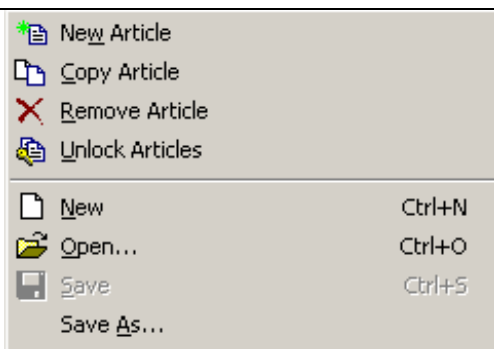 New Article
Copy Article
Remove Article
Unlock Articles
New Ctrl+N
Open... Ctrl+O
Save Ctrl+S
Save As...